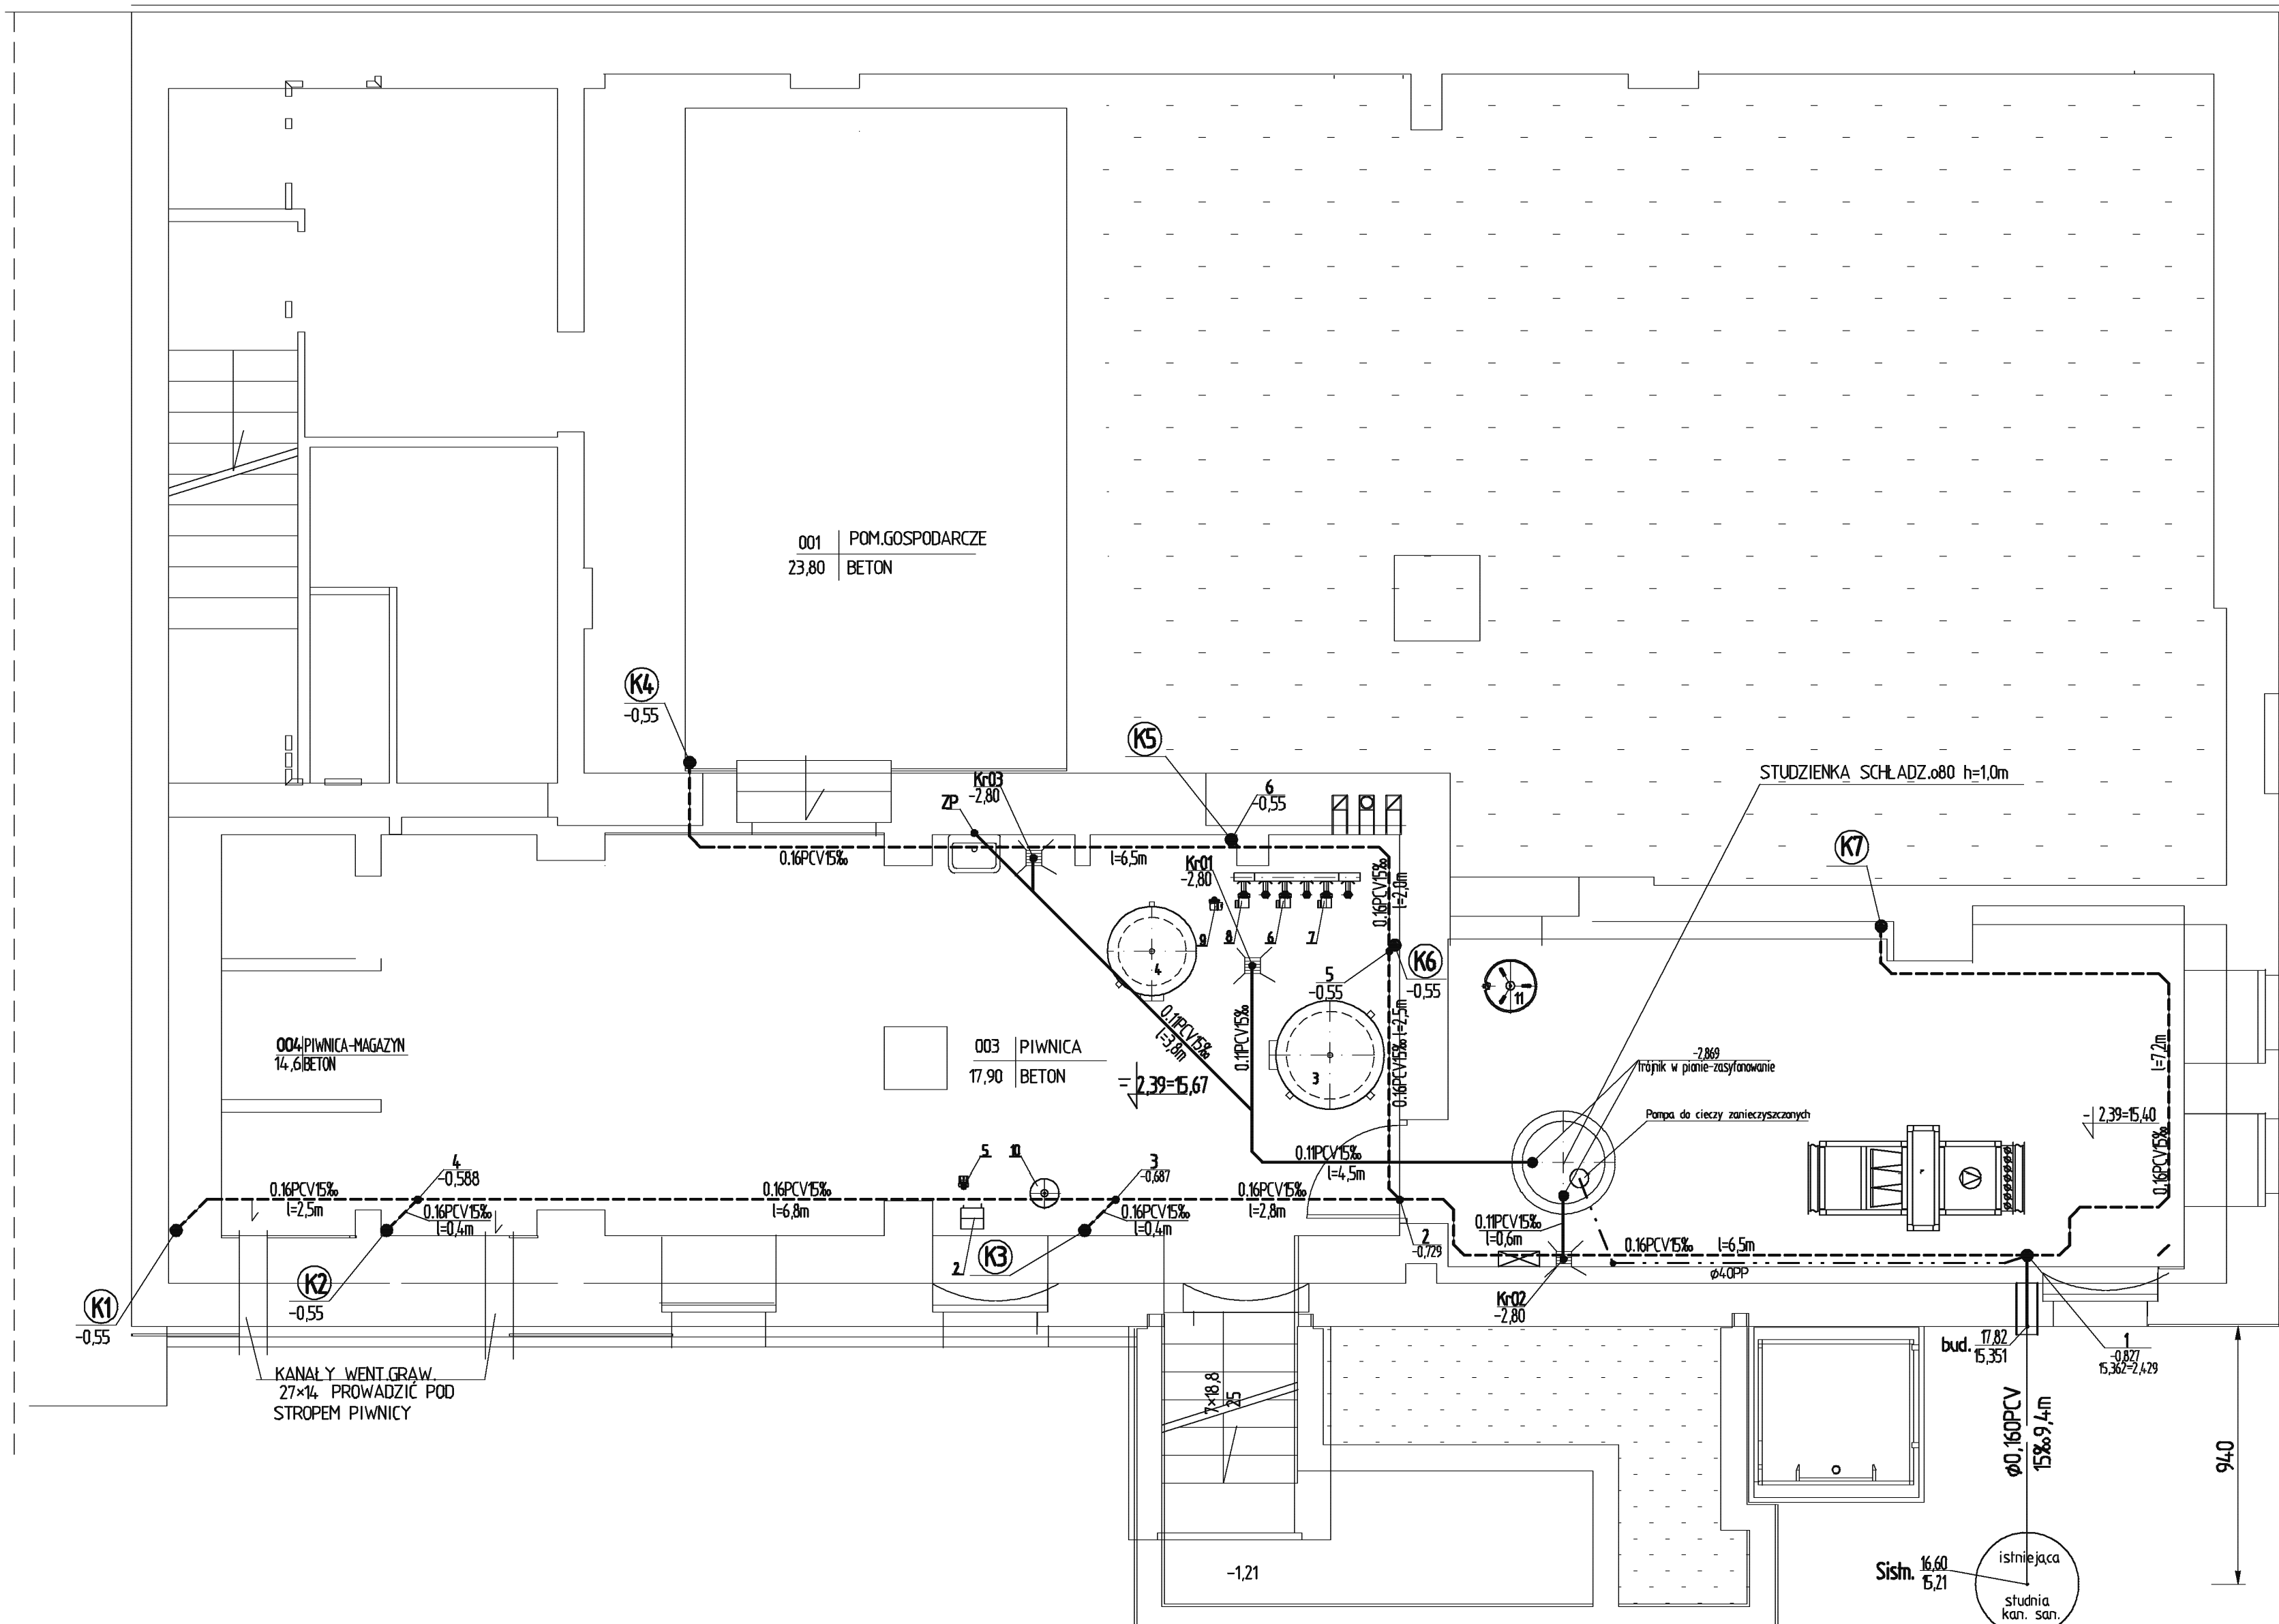 001 POM.GOSPODARCZE
23,80 BETON
K4
-0,55
K5
Kr03
-2,80
ZP
6
-0,55
STUDZIENKA SCHŁADZ.o80 h=1,0m
K7
0.16PCV15‰
l=6,5m
Kr01
-2,80
0.16PCV15‰
l=2,0m
9
8
6
7
4
K6
-0,55
5
-0,55
11
004 PIWNICA-MAGAZYN
14,6 BETON
003 PIWNICA
17,90 BETON
- 2,39=15,67
0.11PCV15‰
l=3,8m
0.11PCV15‰
3
0.16PCV15‰ l=2,5m
-2,869
trójnik w pionie-zasyfonowanie
Pompa do cieczy zanieczyszczonych
l=7,2m
- 2,39=15,40
0.16PCV15‰
4
-0,588
5
10
3
-0,687
0.11PCV15‰
l=4,5m
0.16PCV15‰
l=2,5m
0.16PCV15‰
l=0,4m
0.16PCV15‰
l=6,8m
0.16PCV15‰
l=0,4m
0.16PCV15‰
l=2,8m
2
-0,729
0.11PCV15‰
l=0,6m
0.16PCV15‰ l=6,5m
ø40PP
K3
2
K2
-0,55
K1
-0,55
Kr02
-2,80
bud. 17,82
15,351
1
-0,827
15,362=2,429
KANAŁY WENT.GRAW.
27×14 PROWADZIĆ POD
STROPEM PIWNICY
7×18,8
25
ø0,160PCV
15‰ 9,4m
940
-1,21
Sistn. 16,60
15,21
istniejąca
studnia
kan. san.